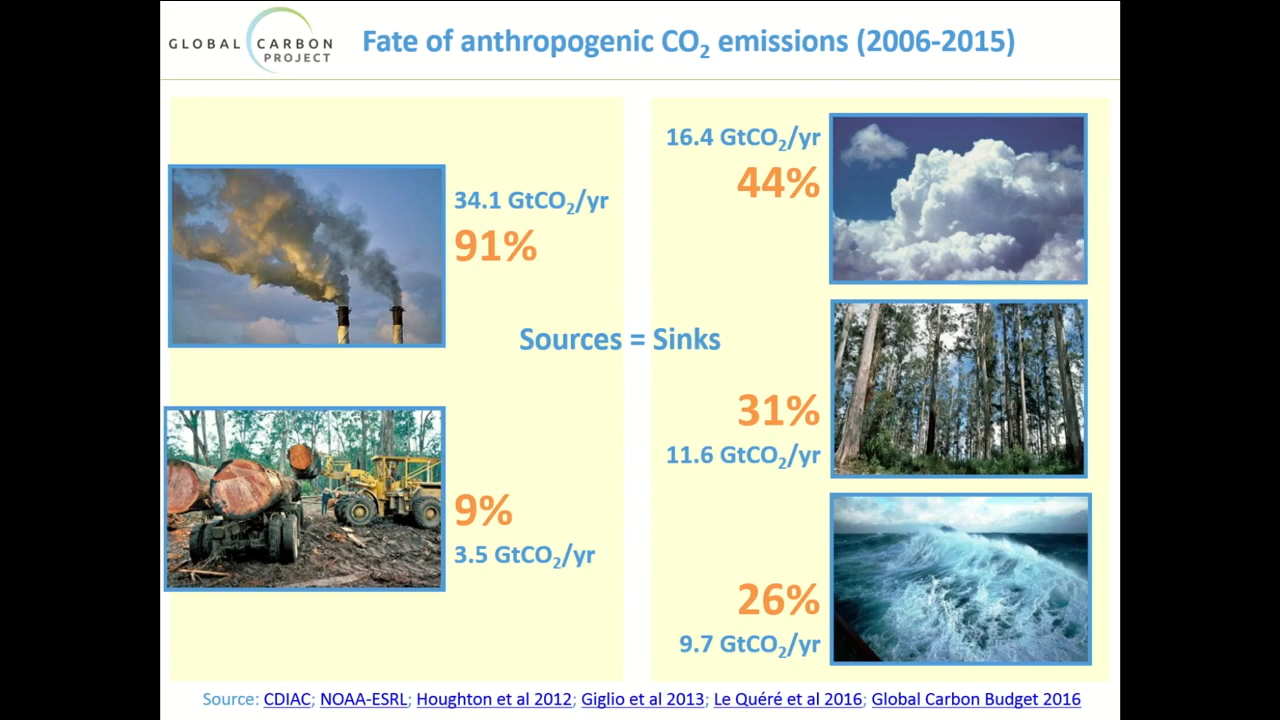 GLOBAL CARBON
PROJECT
Fate of anthropogenic CO₂ emissions (2006-2015)
34.1 GtCO₂/yr
91%
9%
3.5 GtCO₂/yr
Sources = Sinks
16.4 GtCO₂/yr
44%
31%
11.6 GtCO₂/yr
26%
9.7 GtCO₂/yr
Source: CDIAC; NOAA-ESRL; Houghton et al 2012; Giglio et al 2013; Le Quéré et al 2016; Global Carbon Budget 2016